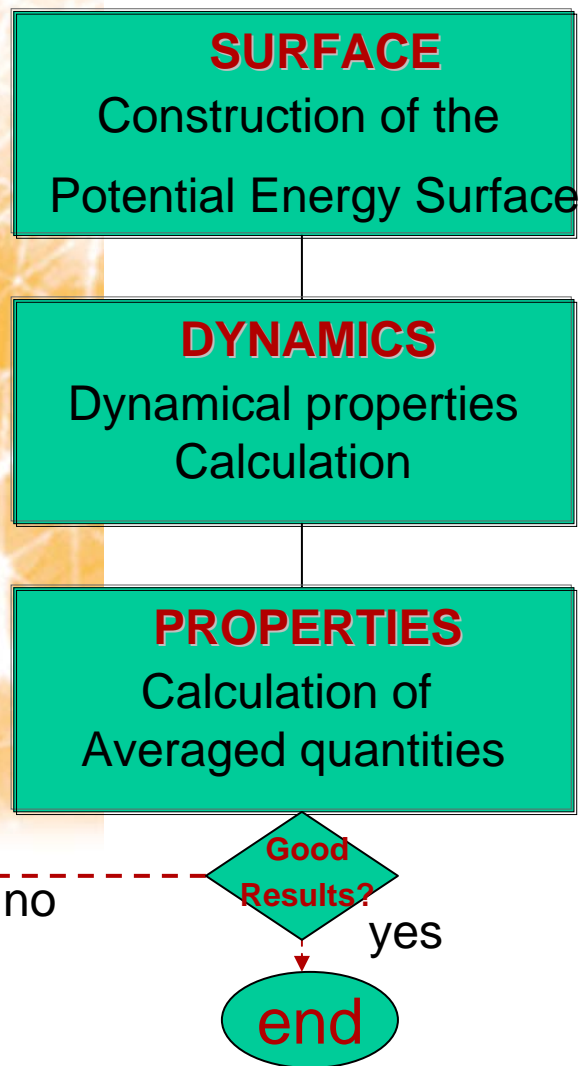 SURFACE
Construction of the
Potential Energy Surface
DYNAMICS
Dynamical properties
Calculation
PROPERTIES
Calculation of
Averaged quantities
Good
Results?
no
yes
end